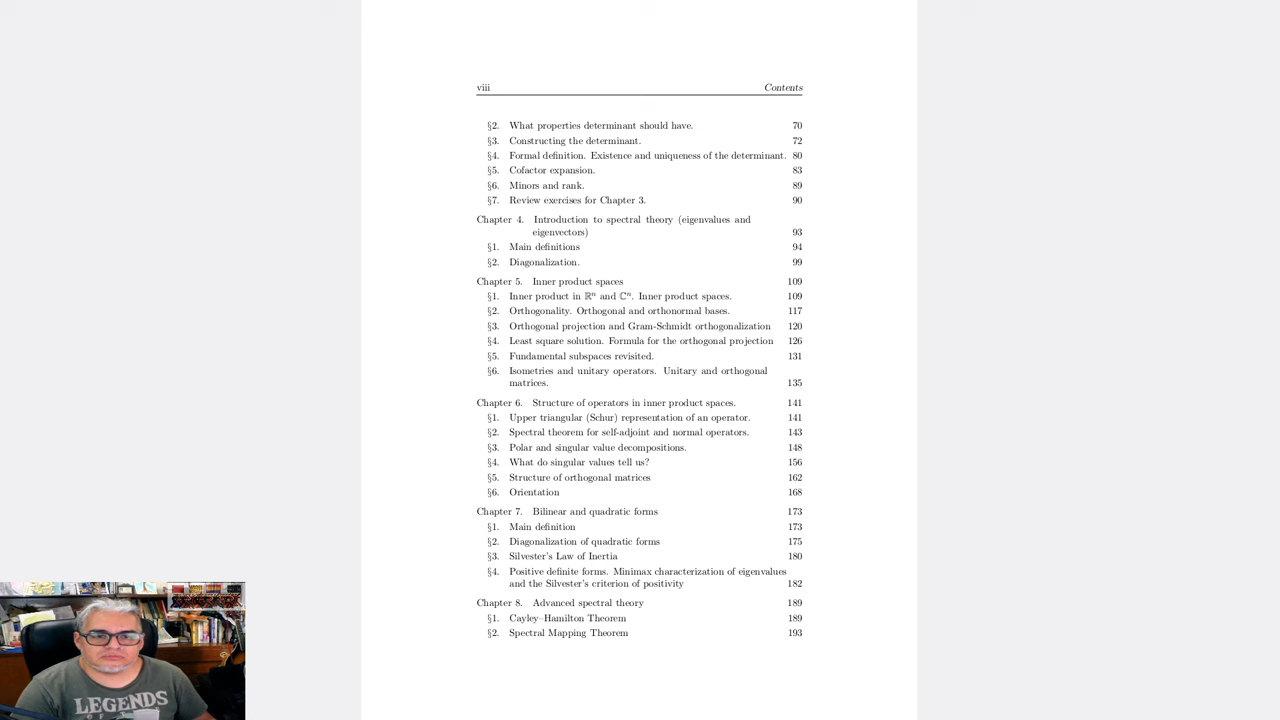 viii Contents
§2. What properties determinant should have. 70
§3. Constructing the determinant. 72
§4. Formal definition. Existence and uniqueness of the determinant. 80
§5. Cofactor expansion. 83
§6. Minors and rank. 89
§7. Review exercises for Chapter 3. 90
Chapter 4. Introduction to spectral theory (eigenvalues and
eigenvectors) 93
§1. Main definitions 94
§2. Diagonalization. 99
Chapter 5. Inner product spaces 109
§1. Inner product in ℝⁿ and ℂⁿ. Inner product spaces. 109
§2. Orthogonality. Orthogonal and orthonormal bases. 117
§3. Orthogonal projection and Gram-Schmidt orthogonalization 120
§4. Least square solution. Formula for the orthogonal projection 126
§5. Fundamental subspaces revisited. 131
§6. Isometries and unitary operators. Unitary and orthogonal
matrices. 135
Chapter 6. Structure of operators in inner product spaces. 141
§1. Upper triangular (Schur) representation of an operator. 141
§2. Spectral theorem for self-adjoint and normal operators. 143
§3. Polar and singular value decompositions. 148
§4. What do singular values tell us? 156
§5. Structure of orthogonal matrices 162
§6. Orientation 168
Chapter 7. Bilinear and quadratic forms 173
§1. Main definition 173
§2. Diagonalization of quadratic forms 175
§3. Silvester's Law of Inertia 180
§4. Positive definite forms. Minimax characterization of eigenvalues
and the Silvester's criterion of positivity 182
Chapter 8. Advanced spectral theory 189
§1. Cayley–Hamilton Theorem 189
§2. Spectral Mapping Theorem 193
LEGENDS